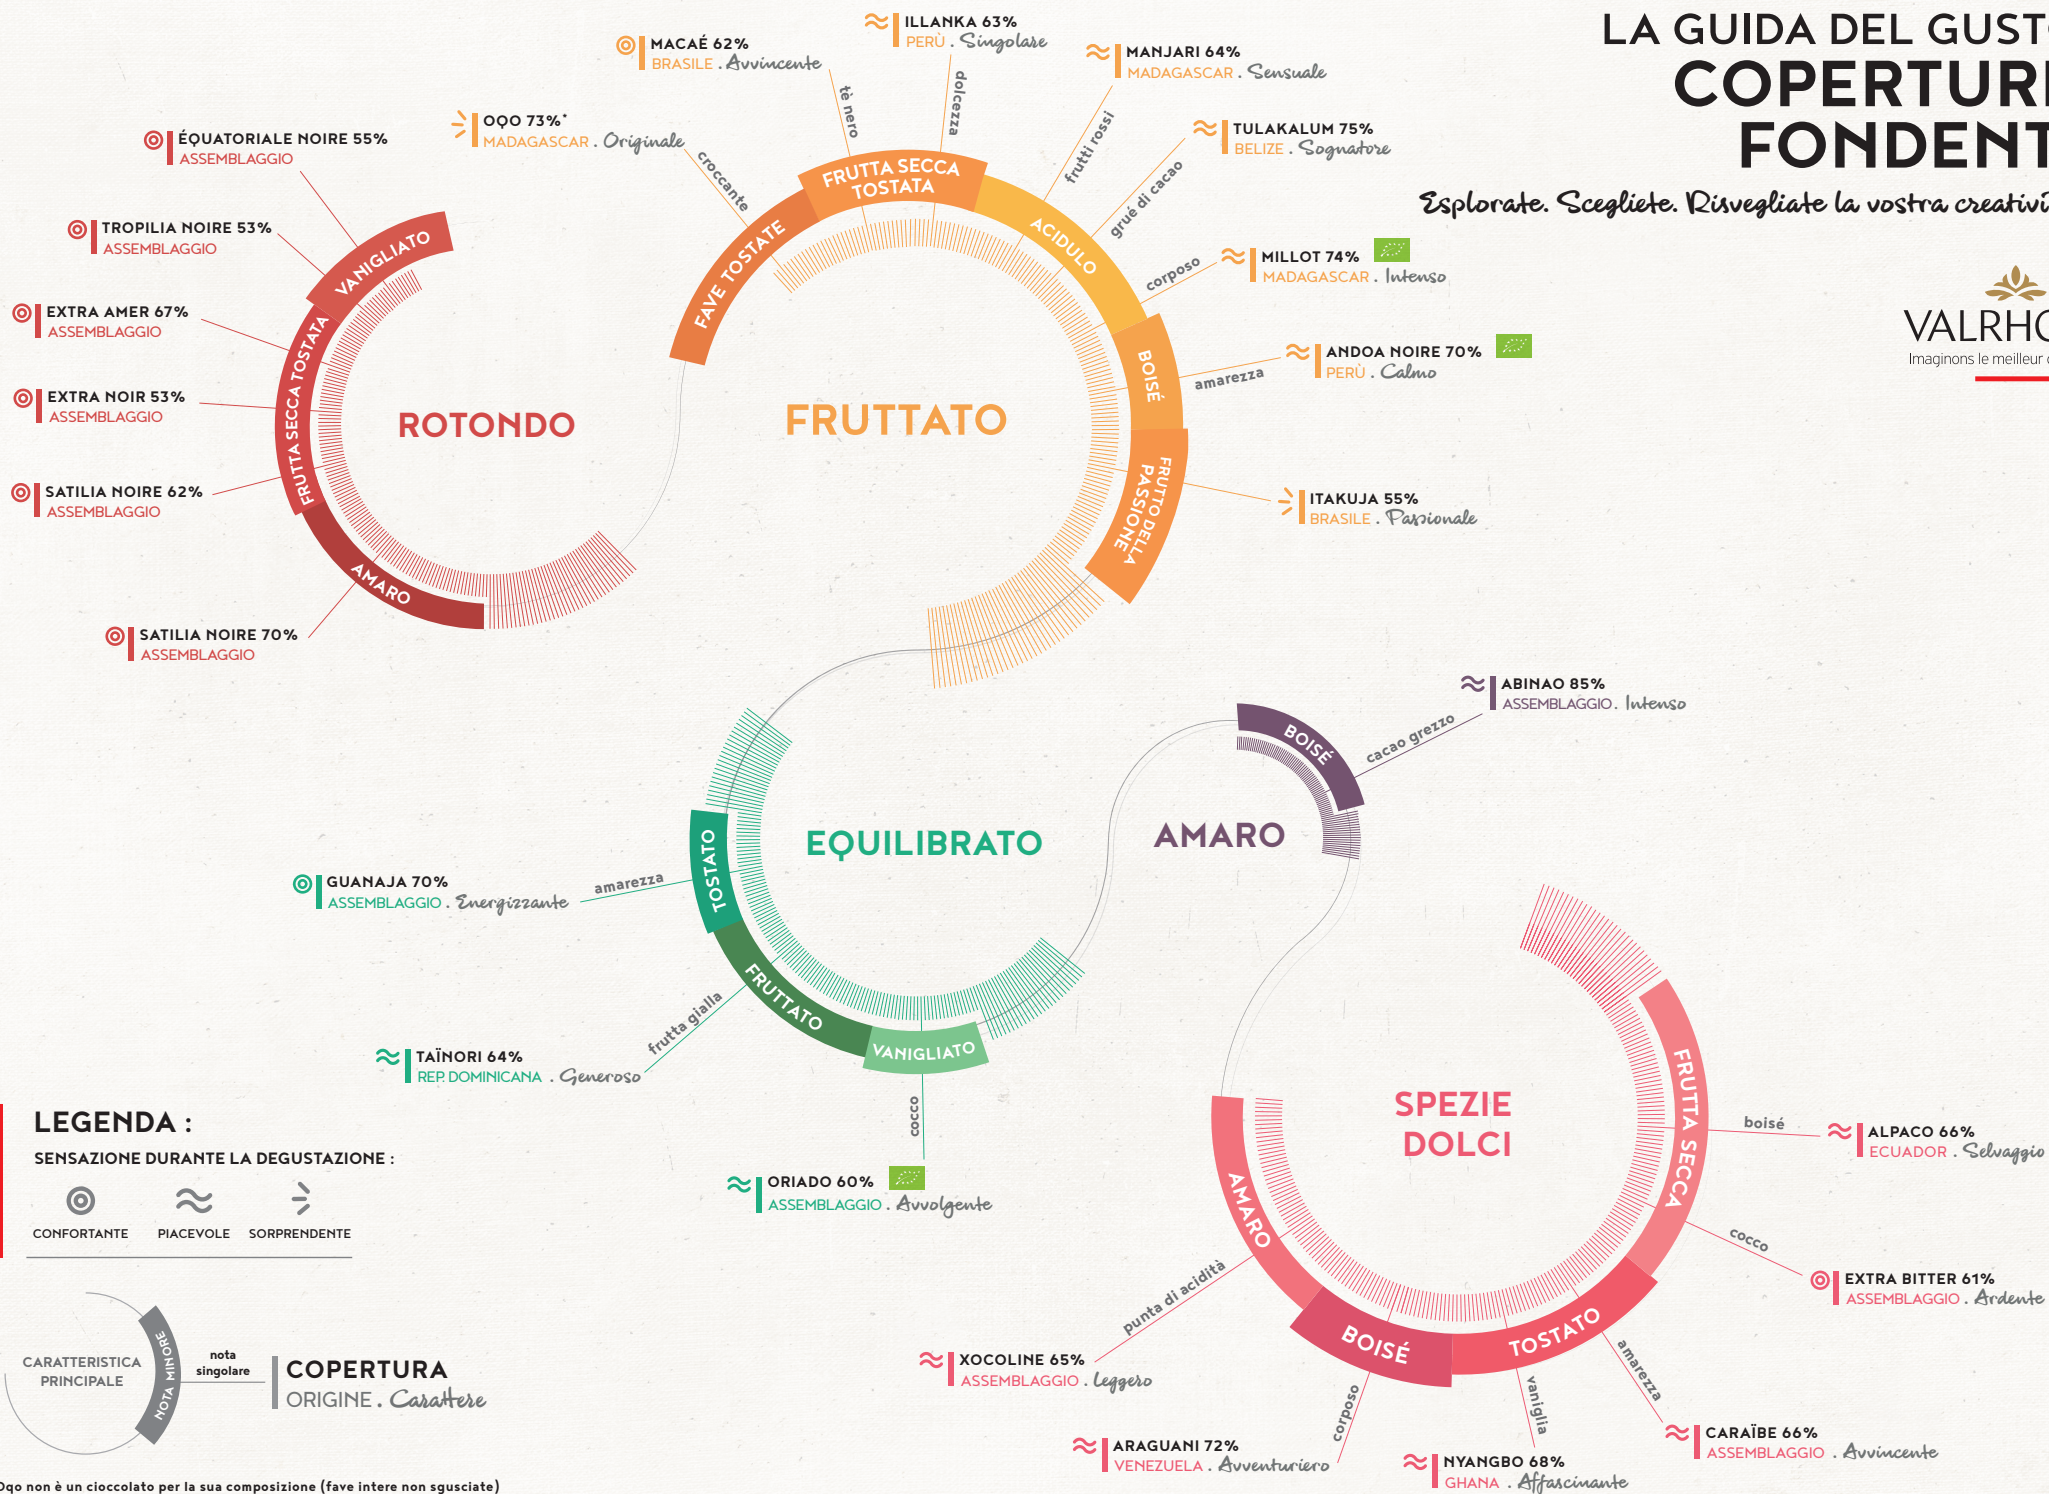 LA GUIDA DEL GUSTO
COPERTURE
FONDENT
Esplorate. Scegliete. Risvegliate la vostra creativi
VALRHO
Imaginons le meilleur
ROTONDO
VANIGLIATO
FRUTTA SECCA TOSTATA
AMARO
ÉQUATORIALE NOIRE 55%
ASSEMBLAGGIO
TROPILIA NOIRE 53%
ASSEMBLAGGIO
EXTRA AMER 67%
ASSEMBLAGGIO
EXTRA NOIR 53%
ASSEMBLAGGIO
SATILIA NOIRE 62%
ASSEMBLAGGIO
SATILIA NOIRE 70%
ASSEMBLAGGIO
FRUTTATO
FAVE TOSTATE
FRUTTA SECCA
TOSTATA
ACIDULO
BOISÉ
FRUTTO DELLA
PASSIONE
OQO 73%*
MADAGASCAR . Originale
croccante
MACAÉ 62%
BRASILE . Avvincente
tè nero
ILLANKA 63%
PERÙ . Singolare
dolcezza
MANJARI 64%
MADAGASCAR . Sensuale
frutti rossi
TULAKALUM 75%
BELIZE . Sognatore
grué di cacao
MILLOT 74%
MADAGASCAR . Intenso
corposo
ANDOA NOIRE 70%
PERÙ . Calmo
amarezza
ITAKUJA 55%
BRASILE . Passionale
EQUILIBRATO
TOSTATO
FRUTTATO
VANIGLIATO
GUANAJA 70%
ASSEMBLAGGIO . Energizzante
amarezza
TAÏNORI 64%
REP. DOMINICANA . Generoso
frutta gialla
cocco
ORIADO 60%
ASSEMBLAGGIO . Avvolgente
AMARO
BOISÉ
ABINAO 85%
ASSEMBLAGGIO . Intenso
cacao grezzo
SPEZIE
DOLCI
FRUTTA SECCA
TOSTATO
BOISÉ
AMARO
boisé
ALPACO 66%
ECUADOR . Selvaggio
cocco
EXTRA BITTER 61%
ASSEMBLAGGIO . Ardente
amarezza
CARAÏBE 66%
ASSEMBLAGGIO . Avvincente
vaniglia
NYANGBO 68%
GHANA . Affascinante
corposo
ARAGUANI 72%
VENEZUELA . Avventuriero
punta di acidità
XOCOLINE 65%
ASSEMBLAGGIO . Leggero
LEGENDA :
SENSAZIONE DURANTE LA DEGUSTAZIONE :
CONFORTANTE PIACEVOLE SORPRENDENTE
CARATTERISTICA
PRINCIPALE
NOTA MINORE
nota
singolare
COPERTURA
ORIGINE . Carattere
Oqo non è un cioccolato per la sua composizione (fave intere non sgusciate)